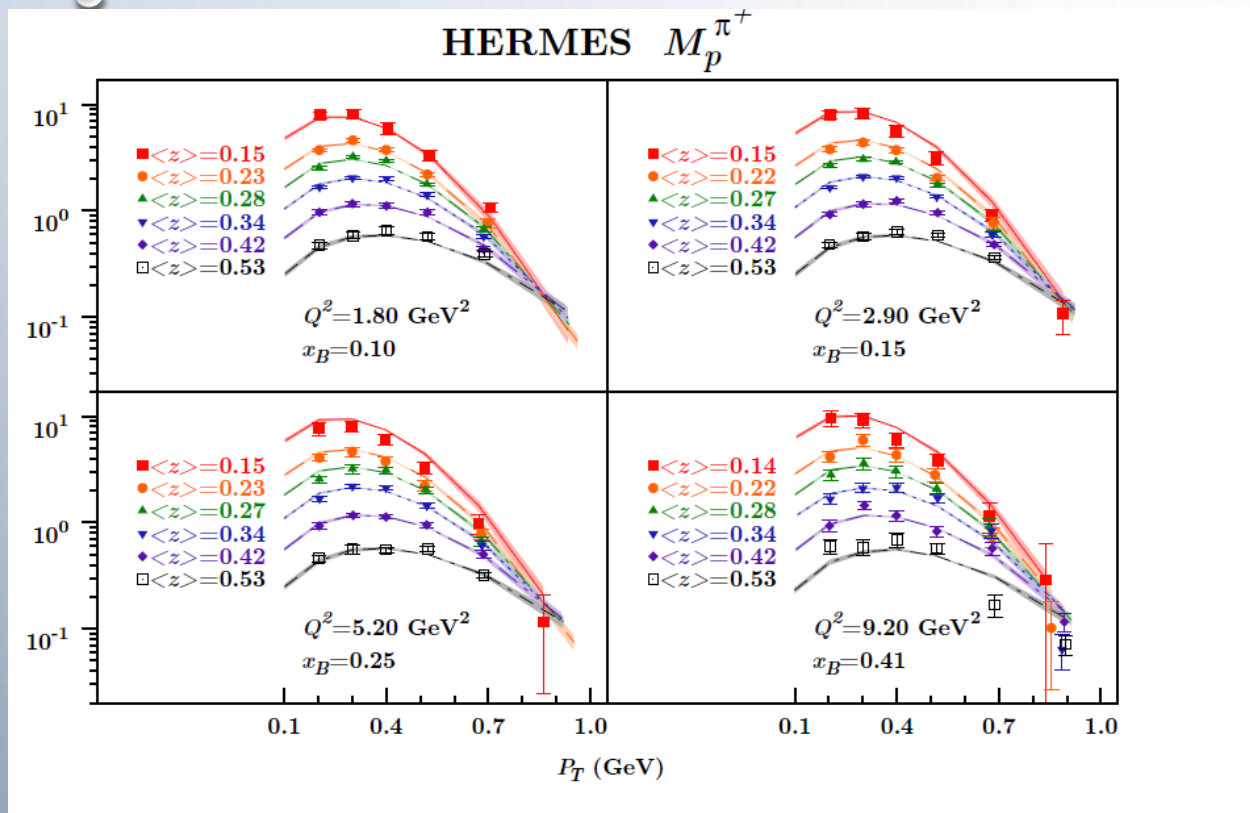 HERMES M_p^{π^+}
10^1
10^0
10^{-1}
<z>=0.15
<z>=0.23
<z>=0.28
<z>=0.34
<z>=0.42
<z>=0.53
Q^2=1.80 GeV^2
x_B=0.10
<z>=0.15
<z>=0.22
<z>=0.27
<z>=0.34
<z>=0.42
<z>=0.53
Q^2=2.90 GeV^2
x_B=0.15
10^1
10^0
10^{-1}
<z>=0.15
<z>=0.23
<z>=0.27
<z>=0.34
<z>=0.42
<z>=0.53
Q^2=5.20 GeV^2
x_B=0.25
<z>=0.14
<z>=0.22
<z>=0.28
<z>=0.34
<z>=0.42
<z>=0.53
Q^2=9.20 GeV^2
x_B=0.41
0.1 0.4 0.7 1.0 0.1 0.4 0.7 1.0
P_T (GeV)